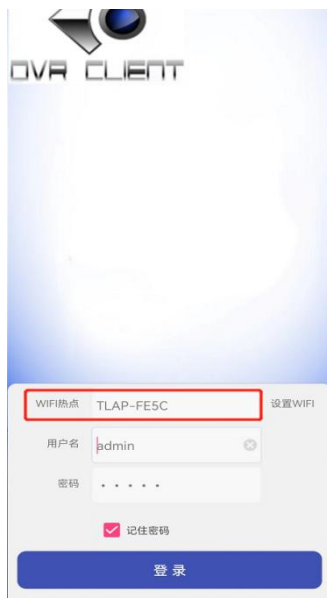 DVR CLIENT
WIFI热点 TLAP-FE5C 设置WIFI
用户名 admin
密码 • • • • •
记住密码
登录